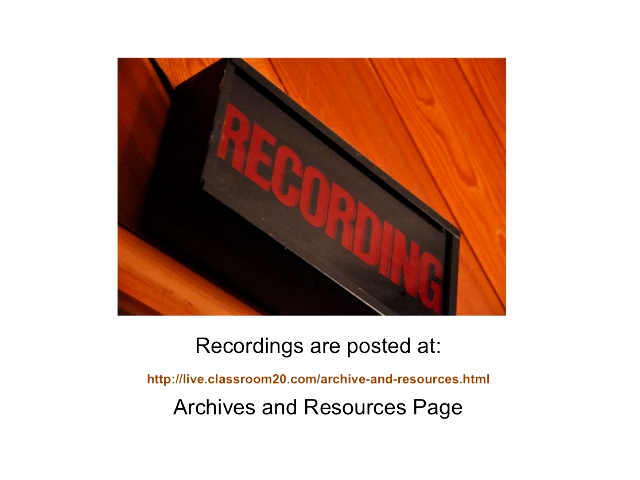 RECORDING
Recordings are posted at:
http://live.classroom20.com/archive-and-resources.html
Archives and Resources Page